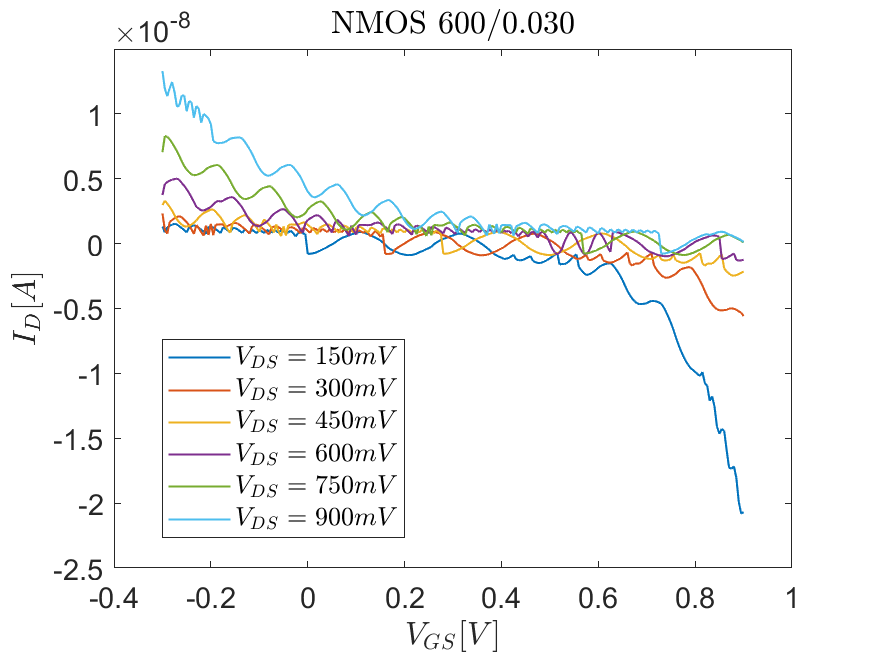 NMOS 600/0.030
×10-8
1
0.5
0
-0.5
-1
-1.5
-2
-2.5
I_D[A]
V_DS = 150mV
V_DS = 300mV
V_DS = 450mV
V_DS = 600mV
V_DS = 750mV
V_DS = 900mV
-0.4 -0.2 0 0.2 0.4 0.6 0.8 1
V_GS[V]